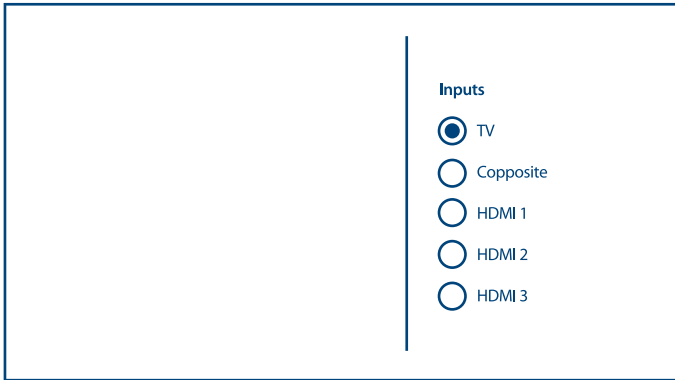 Inputs
TV
Copposite
HDMI 1
HDMI 2
HDMI 3